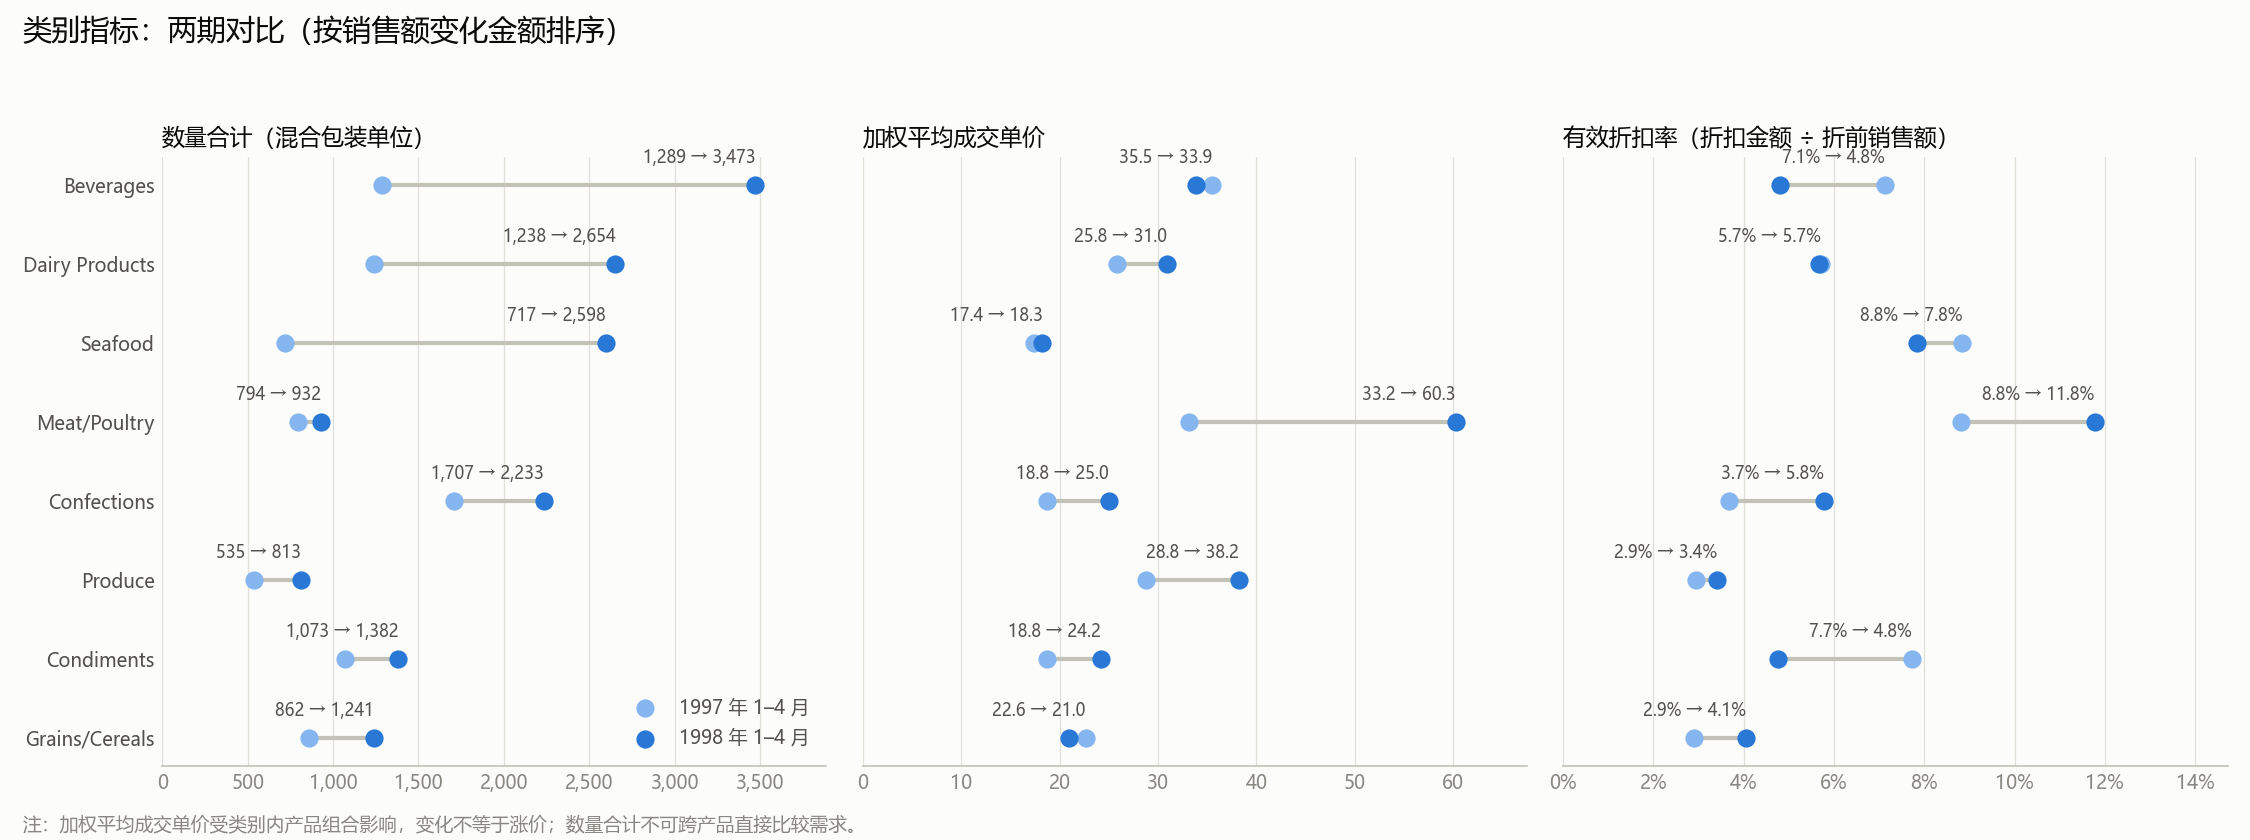 类别指标：两期对比（按销售额变化金额排序）
数量合计（混合包装单位）
加权平均成交单价
有效折扣率（折扣金额 ÷ 折前销售额）
1,289 → 3,473
35.5 → 33.9
7.1% → 4.8%
Beverages
1,238 → 2,654
25.8 → 31.0
5.7% → 5.7%
Dairy Products
717 → 2,598
17.4 → 18.3
8.8% → 7.8%
Seafood
794 → 932
33.2 → 60.3
8.8% → 11.8%
Meat/Poultry
1,707 → 2,233
18.8 → 25.0
3.7% → 5.8%
Confections
535 → 813
28.8 → 38.2
2.9% → 3.4%
Produce
1,073 → 1,382
18.8 → 24.2
7.7% → 4.8%
Condiments
862 → 1,241
22.6 → 21.0
2.9% → 4.1%
Grains/Cereals
1997 年 1–4 月
1998 年 1–4 月
0 500 1,000 1,500 2,000 2,500 3,000 3,500
0 10 20 30 40 50 60
0% 2% 4% 6% 8% 10% 12% 14%
注：加权平均成交单价受类别内产品组合影响，变化不等于涨价；数量合计不可跨产品直接比较需求。